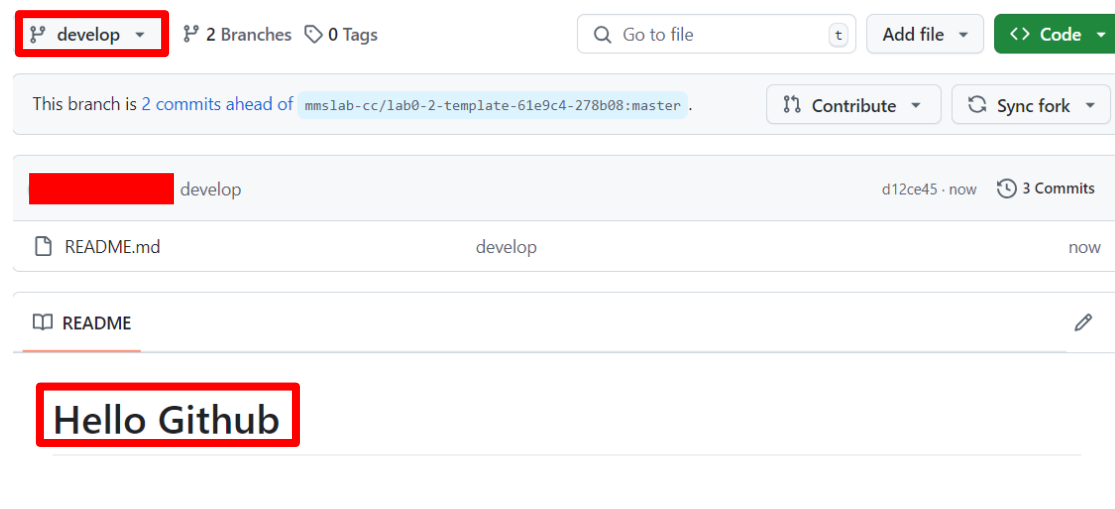 develop 2 Branches 0 Tags Go to file t Add file Code
This branch is 2 commits ahead of mmslab-cc/lab0-2-template-61e9c4-278b08:master . Contribute Sync fork
develop d12ce45 · now 3 Commits
README.md develop now
README
Hello Github